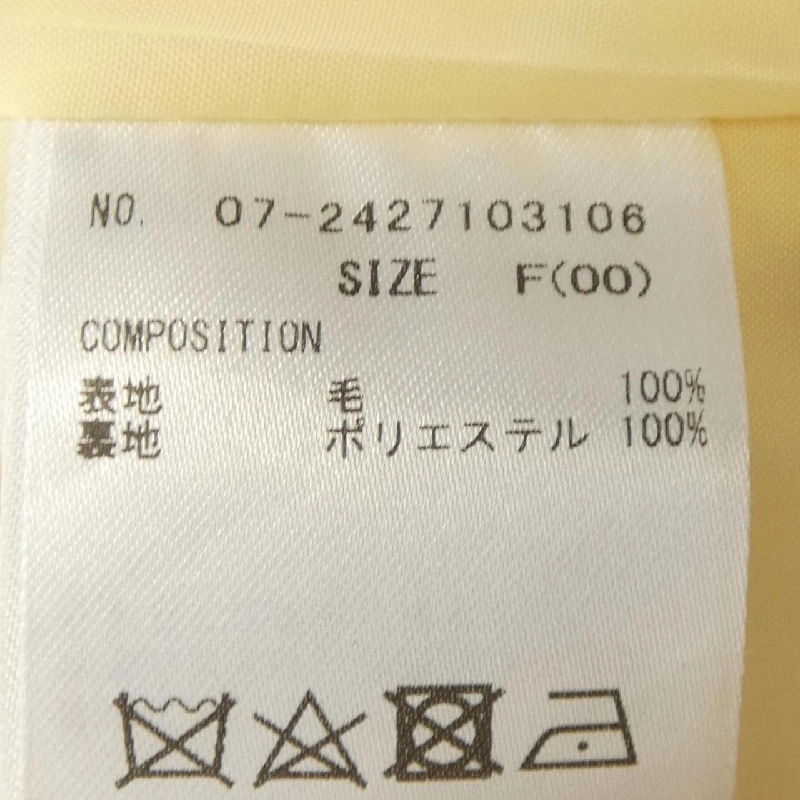 NO. 07-2427103106
SIZE F(00)
COMPOSITION
表地 毛 100%
裏地 ポリエステル 100%